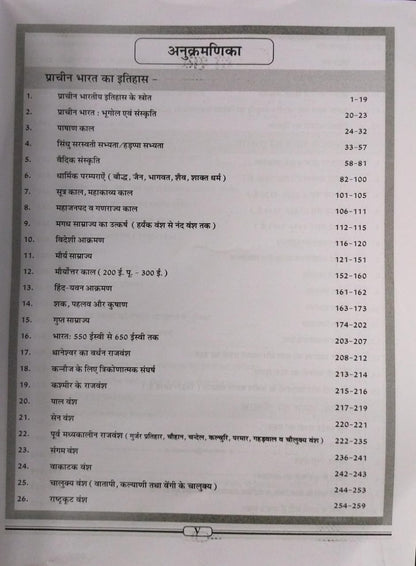 अनुक्रमणिका
प्राचीन भारत का इतिहास –
1. प्राचीन भारतीय इतिहास के स्रोत 1-19
2. प्राचीन भारत : भूगोल एवं संस्कृति 20-23
3. पाषाण काल 24-32
4. सिंधु सरस्वती सभ्यता/हड़प्पा सभ्यता 33-57
5. वैदिक संस्कृति 58-81
6. धार्मिक परम्पराएँ ( बौद्ध, जैन, भागवत, शैव, शाक्त धर्म ) 82-100
7. सूत्र काल, महाकाव्य काल 101-105
8. महाजनपद व गणराज्य काल 106-111
9. मगध साम्राज्य का उत्कर्ष ( हर्यक वंश से नंद वंश तक ) 112-115
10. विदेशी आक्रमण 116-120
11. मौर्य साम्राज्य 121-151
12. मौर्योत्तर काल ( 200 ई. पू. - 300 ई. ) 152-160
13. हिंद-यवन आक्रमण 161-162
14. शक, पहलव और कुषाण 163-173
15. गुप्त साम्राज्य 174-202
16. भारत: 550 ईस्वी से 650 ईस्वी तक 203-207
17. थानेश्वर का वर्धन राजवंश 208-212
18. कन्नौज के लिए त्रिकोणात्मक संघर्ष 213-214
19. कश्मीर के राजवंश 215-216
20. पाल वंश 217-219
21. सेन वंश 220-221
22. पूर्व मध्यकालीन राजवंश ( गुर्जर प्रतिहार, चौहान, चन्देल, कल्चुरि, परमार, गहड़वाल व चौलुक्य वंश ) 222-235
23. संगम वंश 236-241
24. वाकाटक वंश 242-243
25. चालुक्य वंश ( वातापी, कल्याणी तथा वेंगी के चालुक्य ) 244-253
26. राष्ट्रकूट वंश 254-259
V